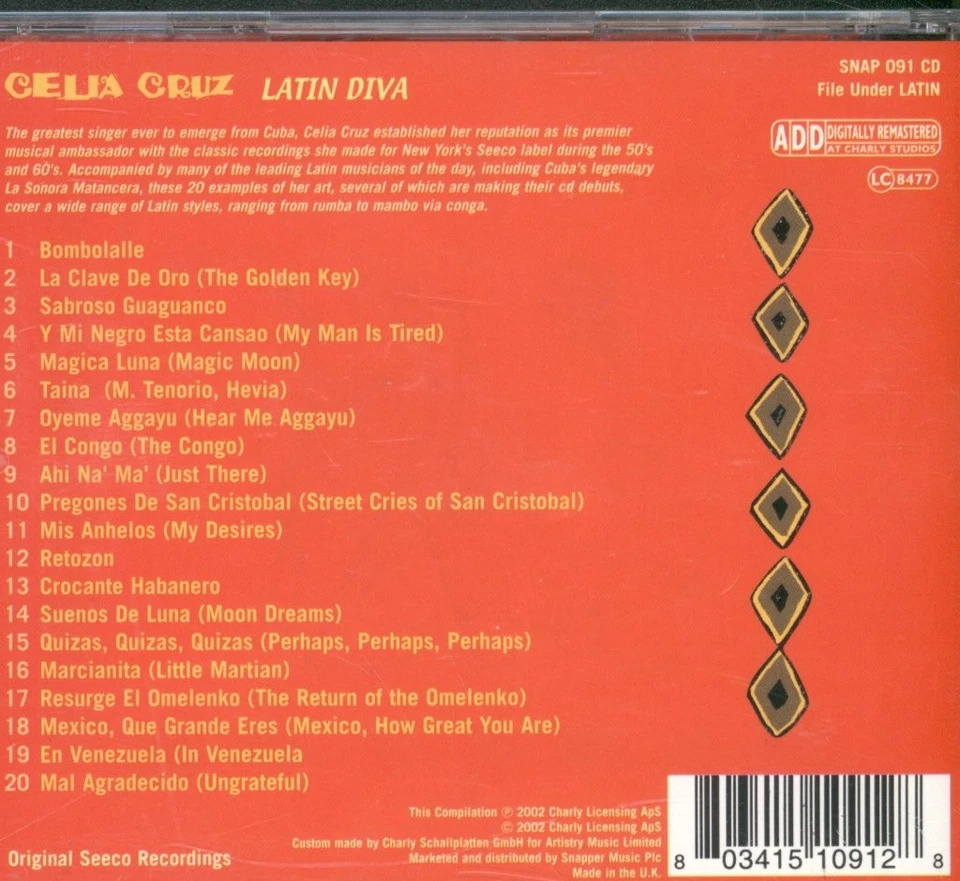 CELIA CRUZ LATIN DIVA
SNAP 091 CD
File Under LATIN
ADD DIGITALLY REMASTERED
AT CHARLY STUDIOS
LC 8477
The greatest singer ever to emerge from Cuba, Celia Cruz established her reputation as its premier
musical ambassador with the classic recordings she made for New York's Seeco label during the 50's
and 60's. Accompanied by many of the leading Latin musicians of the day, including Cuba's legendary
La Sonora Matancera, these 20 examples of her art, several of which are making their cd debuts,
cover a wide range of Latin styles, ranging from rumba to mambo via conga.
1 Bombolalle
2 La Clave De Oro (The Golden Key)
3 Sabroso Guaguanco
4 Y Mi Negro Esta Cansao (My Man Is Tired)
5 Magica Luna (Magic Moon)
6 Taina (M. Tenorio, Hevia)
7 Oyeme Aggayu (Hear Me Aggayu)
8 El Congo (The Congo)
9 Ahi Na' Ma' (Just There)
10 Pregones De San Cristobal (Street Cries of San Cristobal)
11 Mis Anhelos (My Desires)
12 Retozon
13 Crocante Habanero
14 Suenos De Luna (Moon Dreams)
15 Quizas, Quizas, Quizas (Perhaps, Perhaps, Perhaps)
16 Marcianita (Little Martian)
17 Resurge El Omelenko (The Return of the Omelenko)
18 Mexico, Que Grande Eres (Mexico, How Great You Are)
19 En Venezuela (In Venezuela
20 Mal Agradecido (Ungrateful)
This Compilation ℗ 2002 Charly Licensing ApS
© 2002 Charly Licensing ApS
Custom made by Charly Schallplatten GmbH for Artistry Music Limited
Marketed and distributed by Snapper Music Plc
Made in the U.K.
Original Seeco Recordings
8 03415 10912 8